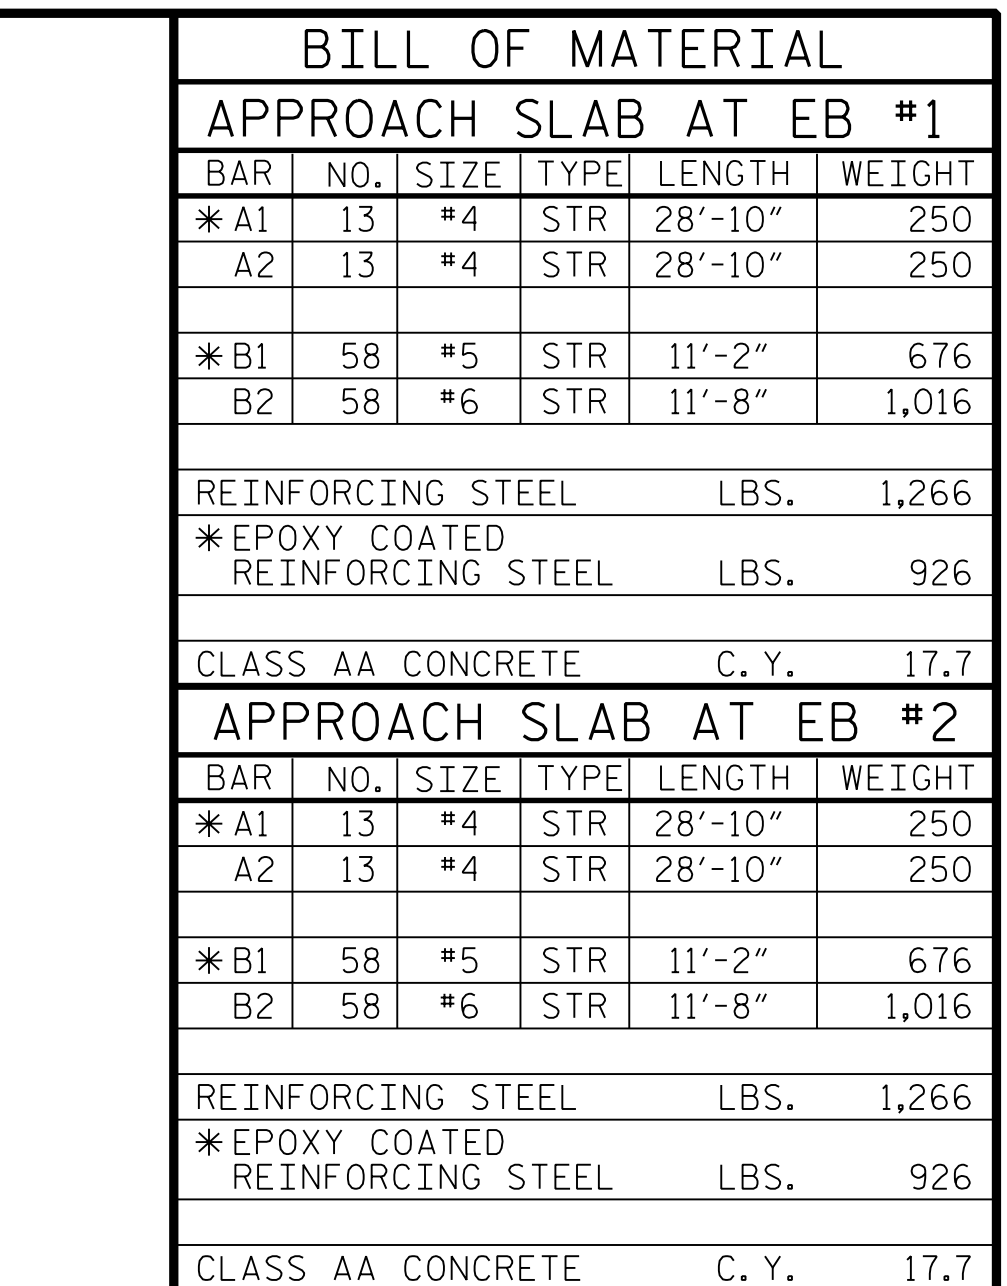 BILL OF MATERIAL
APPROACH SLAB AT EB #1
BAR NO. SIZE TYPE LENGTH WEIGHT
* A1 13 #4 STR 28'-10" 250
A2 13 #4 STR 28'-10" 250
* B1 58 #5 STR 11'-2" 676
B2 58 #6 STR 11'-8" 1,016
REINFORCING STEEL LBS. 1,266
* EPOXY COATED
REINFORCING STEEL LBS. 926
CLASS AA CONCRETE C. Y. 17.7
APPROACH SLAB AT EB #2
BAR NO. SIZE TYPE LENGTH WEIGHT
* A1 13 #4 STR 28'-10" 250
A2 13 #4 STR 28'-10" 250
* B1 58 #5 STR 11'-2" 676
B2 58 #6 STR 11'-8" 1,016
REINFORCING STEEL LBS. 1,266
* EPOXY COATED
REINFORCING STEEL LBS. 926
CLASS AA CONCRETE C. Y. 17.7